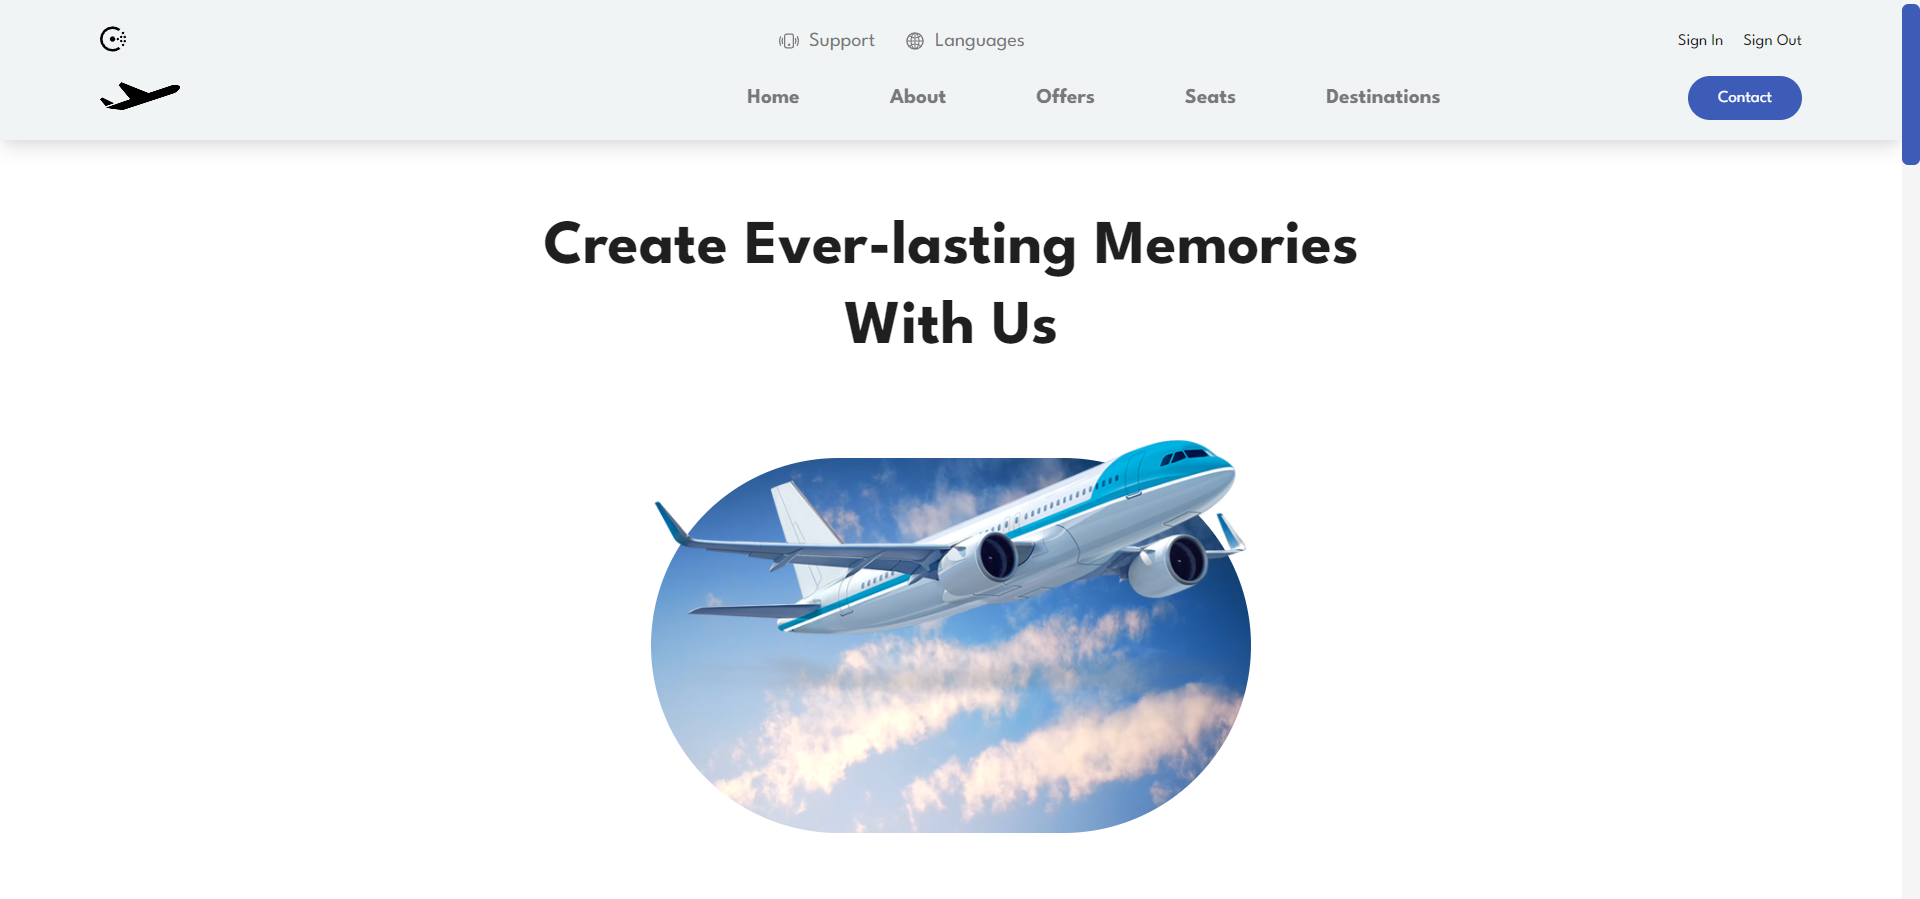 Support
Languages
Sign In
Sign Out
Home
About
Offers
Seats
Destinations
Contact
Create Ever-lasting Memories
With Us